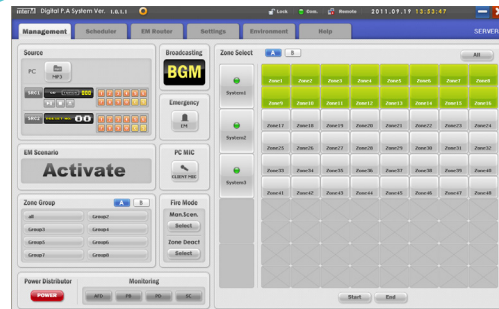 Inter-M Digital P.A System Ver. 1.0.1.1
Lock Com. Remote 2011.09.19 13:53:47
Management Scheduler EM Router Settings Environment Help SERVER
Source
PC
MP3
SRC1
SRC2
Broadcasting
BGM
Emergency
EM
EM Scenario
Activate
PC MIC
CLIENT MIC
Zone Group A B
all Group2
Group3 Group4
Group5 Group6
Group7 Group8
Fire Mode
Man.Scen.
Select
Zone Deact
Select
Power Distributor
POWER
Monitoring
AFD PR PD SC
Zone Select A B
All
System1
Zone1 Zone2 Zone3 Zone4 Zone5 Zone6 Zone7 Zone8
Zone9 Zone10 Zone11 Zone12 Zone13 Zone14 Zone15 Zone16
System2
Zone17 Zone18 Zone19 Zone20 Zone21 Zone22 Zone23 Zone24
Zone25 Zone26 Zone27 Zone28 Zone29 Zone30 Zone31 Zone32
System3
Zone33 Zone34 Zone35 Zone36 Zone37 Zone38 Zone39 Zone40
Zone41 Zone42 Zone43 Zone44 Zone45 Zone46 Zone47 Zone48
Start End